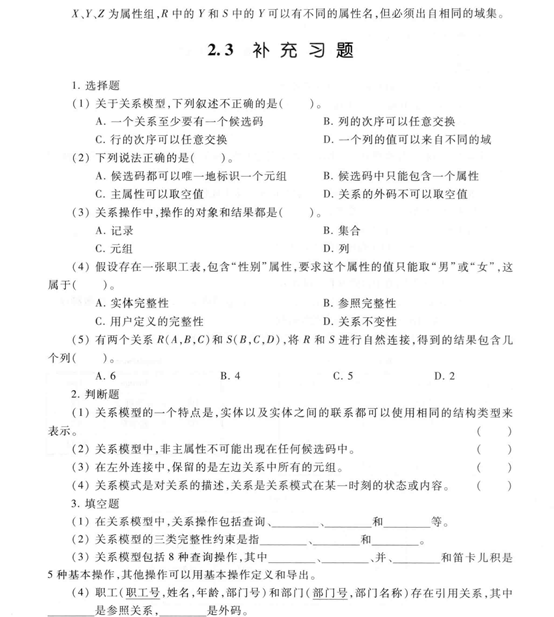 X、Y、Z 为属性组,R 中的 Y 和 S 中的 Y 可以有不同的属性名,但必须出自相同的域集。
2.3 补充习题
1. 选择题
(1) 关于关系模型,下列叙述不正确的是(　　)。
A. 一个关系至少要有一个候选码　　B. 列的次序可以任意交换
C. 行的次序可以任意交换　　D. 一个列的值可以来自不同的域
(2) 下列说法正确的是(　　)。
A. 候选码都可以唯一地标识一个元组　　B. 候选码中只能包含一个属性
C. 主属性可以取空值　　D. 关系的外码不可以取空值
(3) 关系操作中,操作的对象和结果都是(　　)。
A. 记录　　B. 集合
C. 元组　　D. 列
(4) 假设存在一张职工表,包含“性别”属性,要求这个属性的值只能取“男”或“女”,这
属于(　　)。
A. 实体完整性　　B. 参照完整性
C. 用户定义的完整性　　D. 关系不变性
(5) 有两个关系 R(A,B,C)和 S(B,C,D),将 R 和 S 进行自然连接,得到的结果包含几
个列(　　)。
A. 6　　B. 4　　C. 5　　D. 2
2. 判断题
(1) 关系模型的一个特点是,实体以及实体之间的联系都可以使用相同的结构类型来
表示。　　(　　)
(2) 关系模型中,非主属性不可能出现在任何候选码中。　　(　　)
(3) 在左外连接中,保留的是左边关系中所有的元组。　　(　　)
(4) 关系模式是对关系的描述,关系是关系模式在某一时刻的状态或内容。　　(　　)
3. 填空题
(1) 在关系模型中,关系操作包括查询、________、________和________等。
(2) 关系模型的三类完整性约束是指________、________和________。
(3) 关系模型包括 8 种查询操作,其中________、________、并、________和笛卡儿积是
5 种基本操作,其他操作可以用基本操作定义和导出。
(4) 职工(职工号,姓名,年龄,部门号)和部门(部门号,部门名称)存在引用关系,其中
________是参照关系,________是外码。